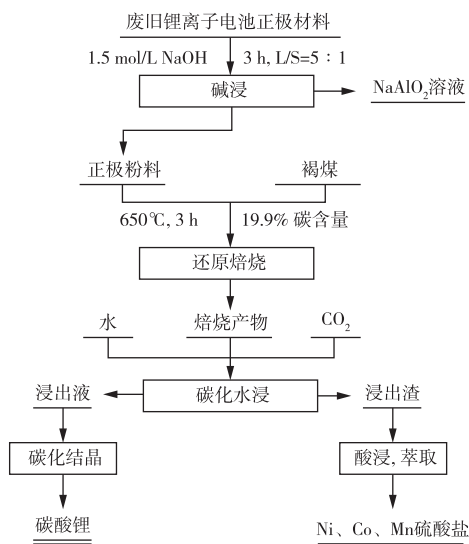 废旧锂离子电池正极材料
1.5 mol/L NaOH 3 h, L/S=5∶1
碱浸
NaAlO₂溶液
正极粉料 褐煤
650℃, 3 h 19.9% 碳含量
还原焙烧
水 焙烧产物 CO₂
浸出液 碳化水浸 浸出渣
碳化结晶 酸浸, 萃取
碳酸锂 Ni、Co、Mn硫酸盐